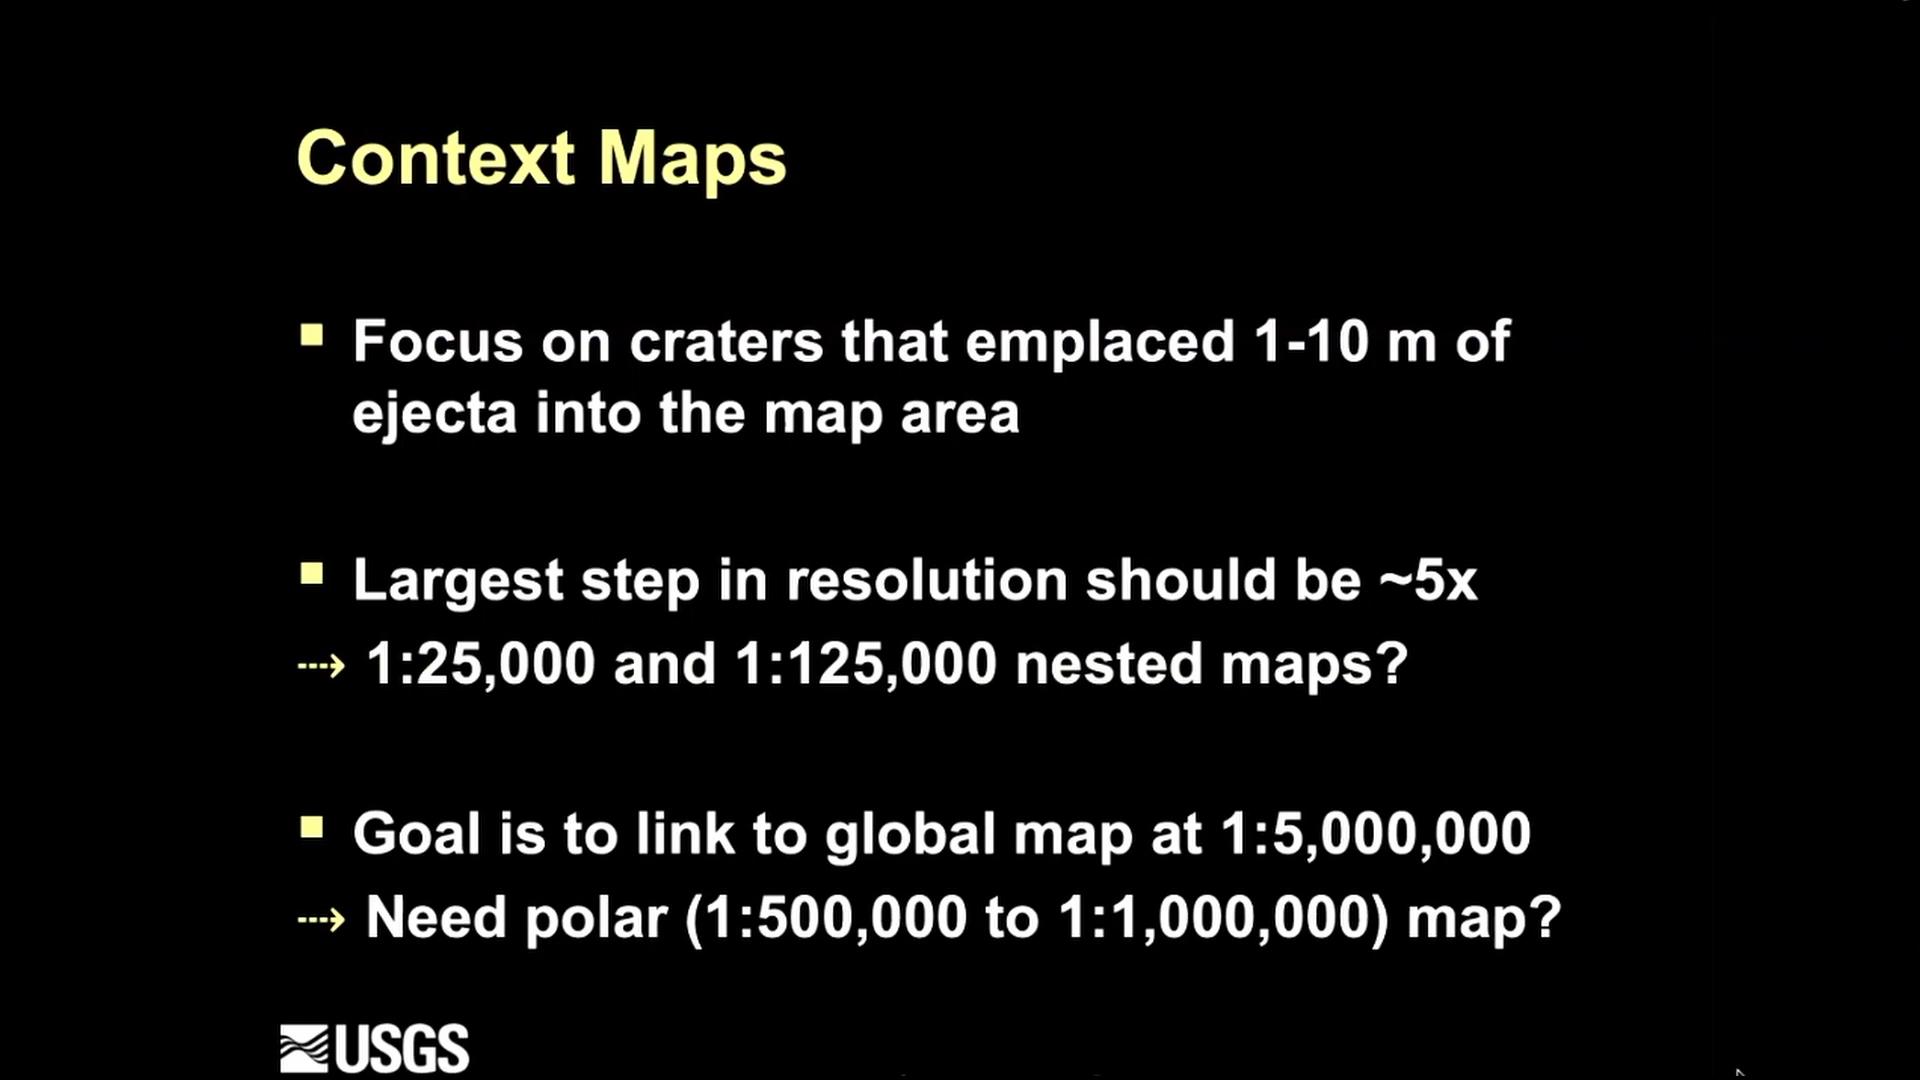 Context Maps
Focus on craters that emplaced 1-10 m of
ejecta into the map area
Largest step in resolution should be ~5x
⤏ 1:25,000 and 1:125,000 nested maps?
Goal is to link to global map at 1:5,000,000
⤏ Need polar (1:500,000 to 1:1,000,000) map?
USGS